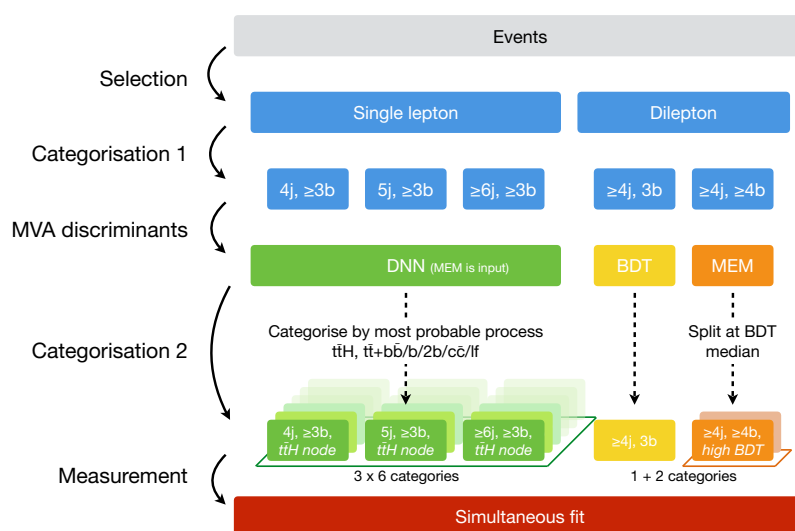 Events
Selection
Single lepton
Dilepton
Categorisation 1
4j, ≥3b
5j, ≥3b
≥6j, ≥3b
≥4j, 3b
≥4j, ≥4b
MVA discriminants
DNN (MEM is input)
BDT
MEM
Categorise by most probable process
tt̄H, tt̄+bb̄/b/2b/cc̄/lf
Split at BDT
median
Categorisation 2
4j, ≥3b,
tt̄H node
5j, ≥3b,
tt̄H node
≥6j, ≥3b,
tt̄H node
≥4j, 3b
≥4j, ≥4b,
high BDT
Measurement
3 x 6 categories
1 + 2 categories
Simultaneous fit